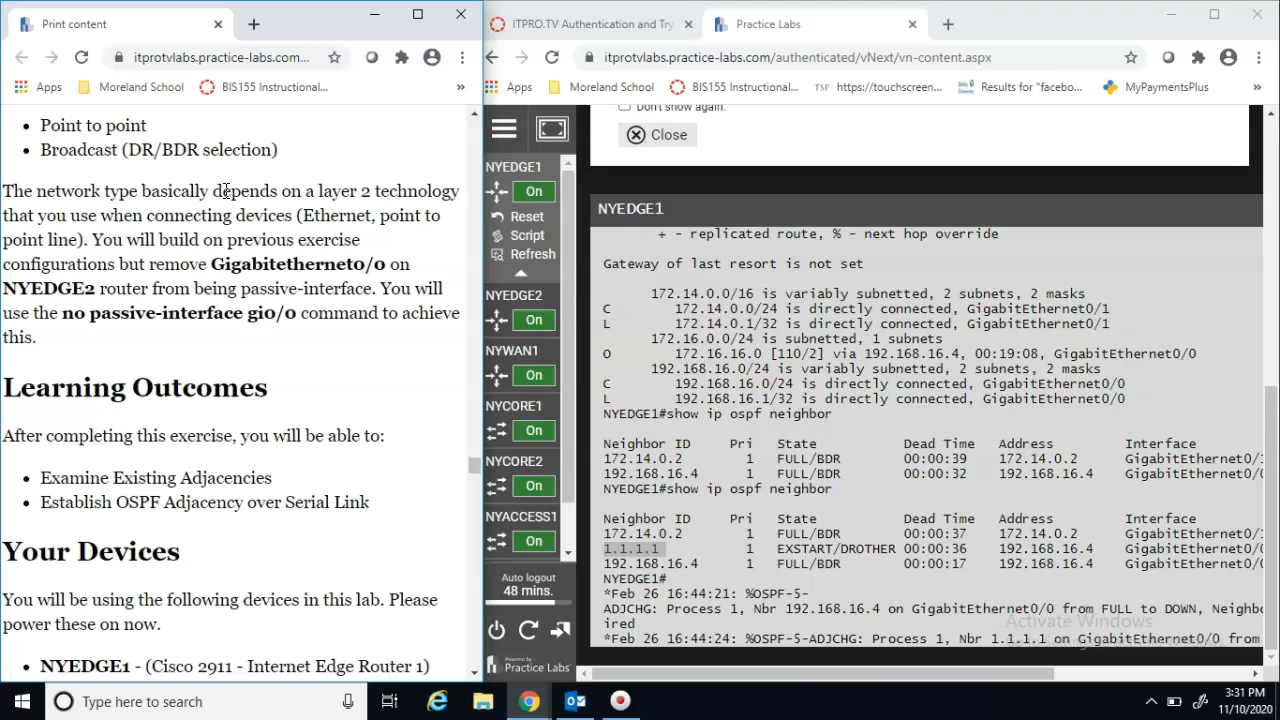 Print content
ITPRO.TV Authentication and Try
Practice Labs
itprotvlabs.practice-labs.com...
itprotvlabs.practice-labs.com/authenticated/vNext/vn-content.aspx
Apps
Moreland School
BIS155 Instructional...
»
Apps
Moreland School
BIS155 Instructional...
TSP
https://touchscreen...
Results for "facebo...
MyPaymentsPlus
»
• Point to point
• Broadcast (DR/BDR selection)
The network type basically depends on a layer 2 technology
that you use when connecting devices (Ethernet, point to
point line). You will build on previous exercise
configurations but remove Gigabitethernet0/0 on
NYEDGE2 router from being passive-interface. You will
use the no passive-interface gi0/0 command to achieve
this.
Learning Outcomes
After completing this exercise, you will be able to:
• Examine Existing Adjacencies
• Establish OSPF Adjacency over Serial Link
Your Devices
You will be using the following devices in this lab. Please
power these on now.
• NYEDGE1 - (Cisco 2911 - Internet Edge Router 1)
NYEDGE1
On
Reset
Script
Refresh
NYEDGE2
On
NYWAN1
On
NYCORE1
On
NYCORE2
On
NYACCESS1
On
Auto logout
48 mins.
Powered by
Practice Labs
Don't show again.
Close
NYEDGE1
+ - replicated route, % - next hop override
Gateway of last resort is not set
172.14.0.0/16 is variably subnetted, 2 subnets, 2 masks
C 172.14.0.0/24 is directly connected, GigabitEthernet0/1
L 172.14.0.1/32 is directly connected, GigabitEthernet0/1
172.16.0.0/24 is subnetted, 1 subnets
O 172.16.16.0 [110/2] via 192.168.16.4, 00:19:08, GigabitEthernet0/0
192.168.16.0/24 is variably subnetted, 2 subnets, 2 masks
C 192.168.16.0/24 is directly connected, GigabitEthernet0/0
L 192.168.16.1/32 is directly connected, GigabitEthernet0/0
NYEDGE1#show ip ospf neighbor
Neighbor ID Pri State Dead Time Address Interface
172.14.0.2 1 FULL/BDR 00:00:39 172.14.0.2 GigabitEthernet0/
192.168.16.4 1 FULL/BDR 00:00:32 192.168.16.4 GigabitEthernet0/
NYEDGE1#show ip ospf neighbor
Neighbor ID Pri State Dead Time Address Interface
172.14.0.2 1 FULL/BDR 00:00:37 172.14.0.2 GigabitEthernet0/
1.1.1.1 1 EXSTART/DROTHER 00:00:36 192.168.16.4 GigabitEthernet0/
192.168.16.4 1 FULL/BDR 00:00:17 192.168.16.4 GigabitEthernet0/
NYEDGE1#
*Feb 26 16:44:21: %OSPF-5-
ADJCHG: Process 1, Nbr 192.168.16.4 on GigabitEthernet0/0 from FULL to DOWN, Neighbo
ired
*Feb 26 16:44:24: %OSPF-5-ADJCHG: Process 1, Nbr 1.1.1.1 on GigabitEthernet0/0 from
Activate Windows
Type here to search
3:31 PM
11/10/2020